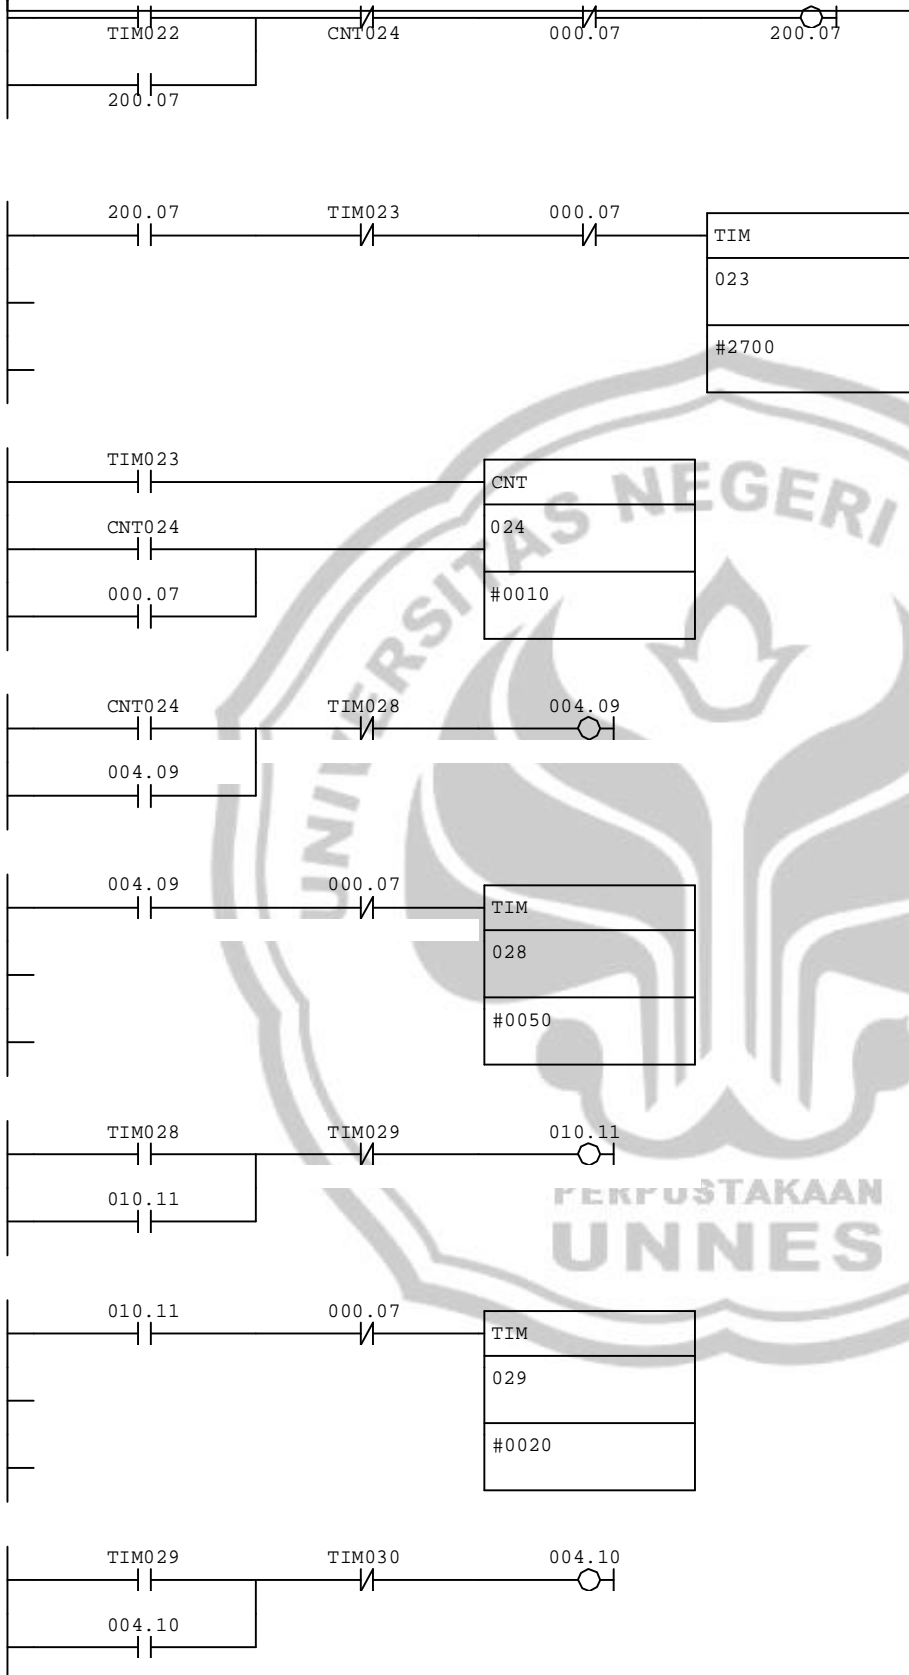 TIM022 CNT024 000.07 200.07
200.07
200.07 TIM023 000.07
TIM
023
#2700
TIM023
CNT
CNT024
024
000.07
#0010
CNT024 TIM028 004.09
004.09
004.09 000.07
TIM
028
#0050
TIM028 TIM029 010.11
010.11
010.11 000.07
TIM
029
#0020
TIM029 TIM030 004.10
004.10
UNIVERSITAS NEGERI
PERPUSTAKAAN
UNNES